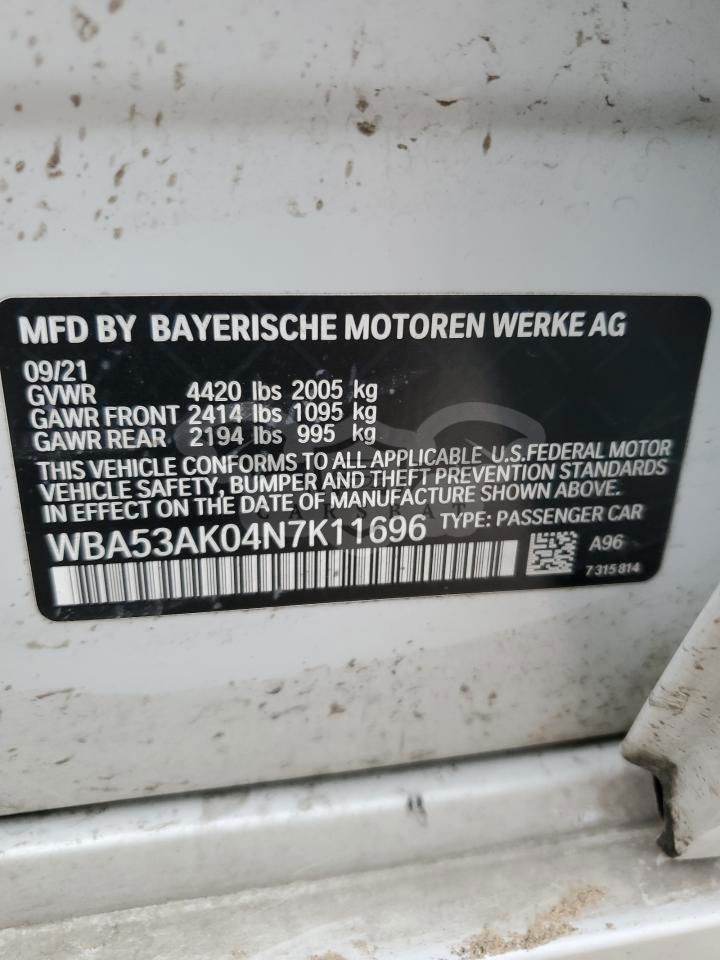 MFD BY BAYERISCHE MOTOREN WERKE AG
09/21
GVWR 4420 lbs 2005 kg
GAWR FRONT 2414 lbs 1095 kg
GAWR REAR 2194 lbs 995 kg
THIS VEHICLE CONFORMS TO ALL APPLICABLE U.S.FEDERAL MOTOR
VEHICLE SAFETY, BUMPER AND THEFT PREVENTION STANDARDS
IN EFFECT ON THE DATE OF MANUFACTURE SHOWN ABOVE.
CARSBAT
WBA53AK04N7K11696 TYPE: PASSENGER CAR
A96
7 315 814